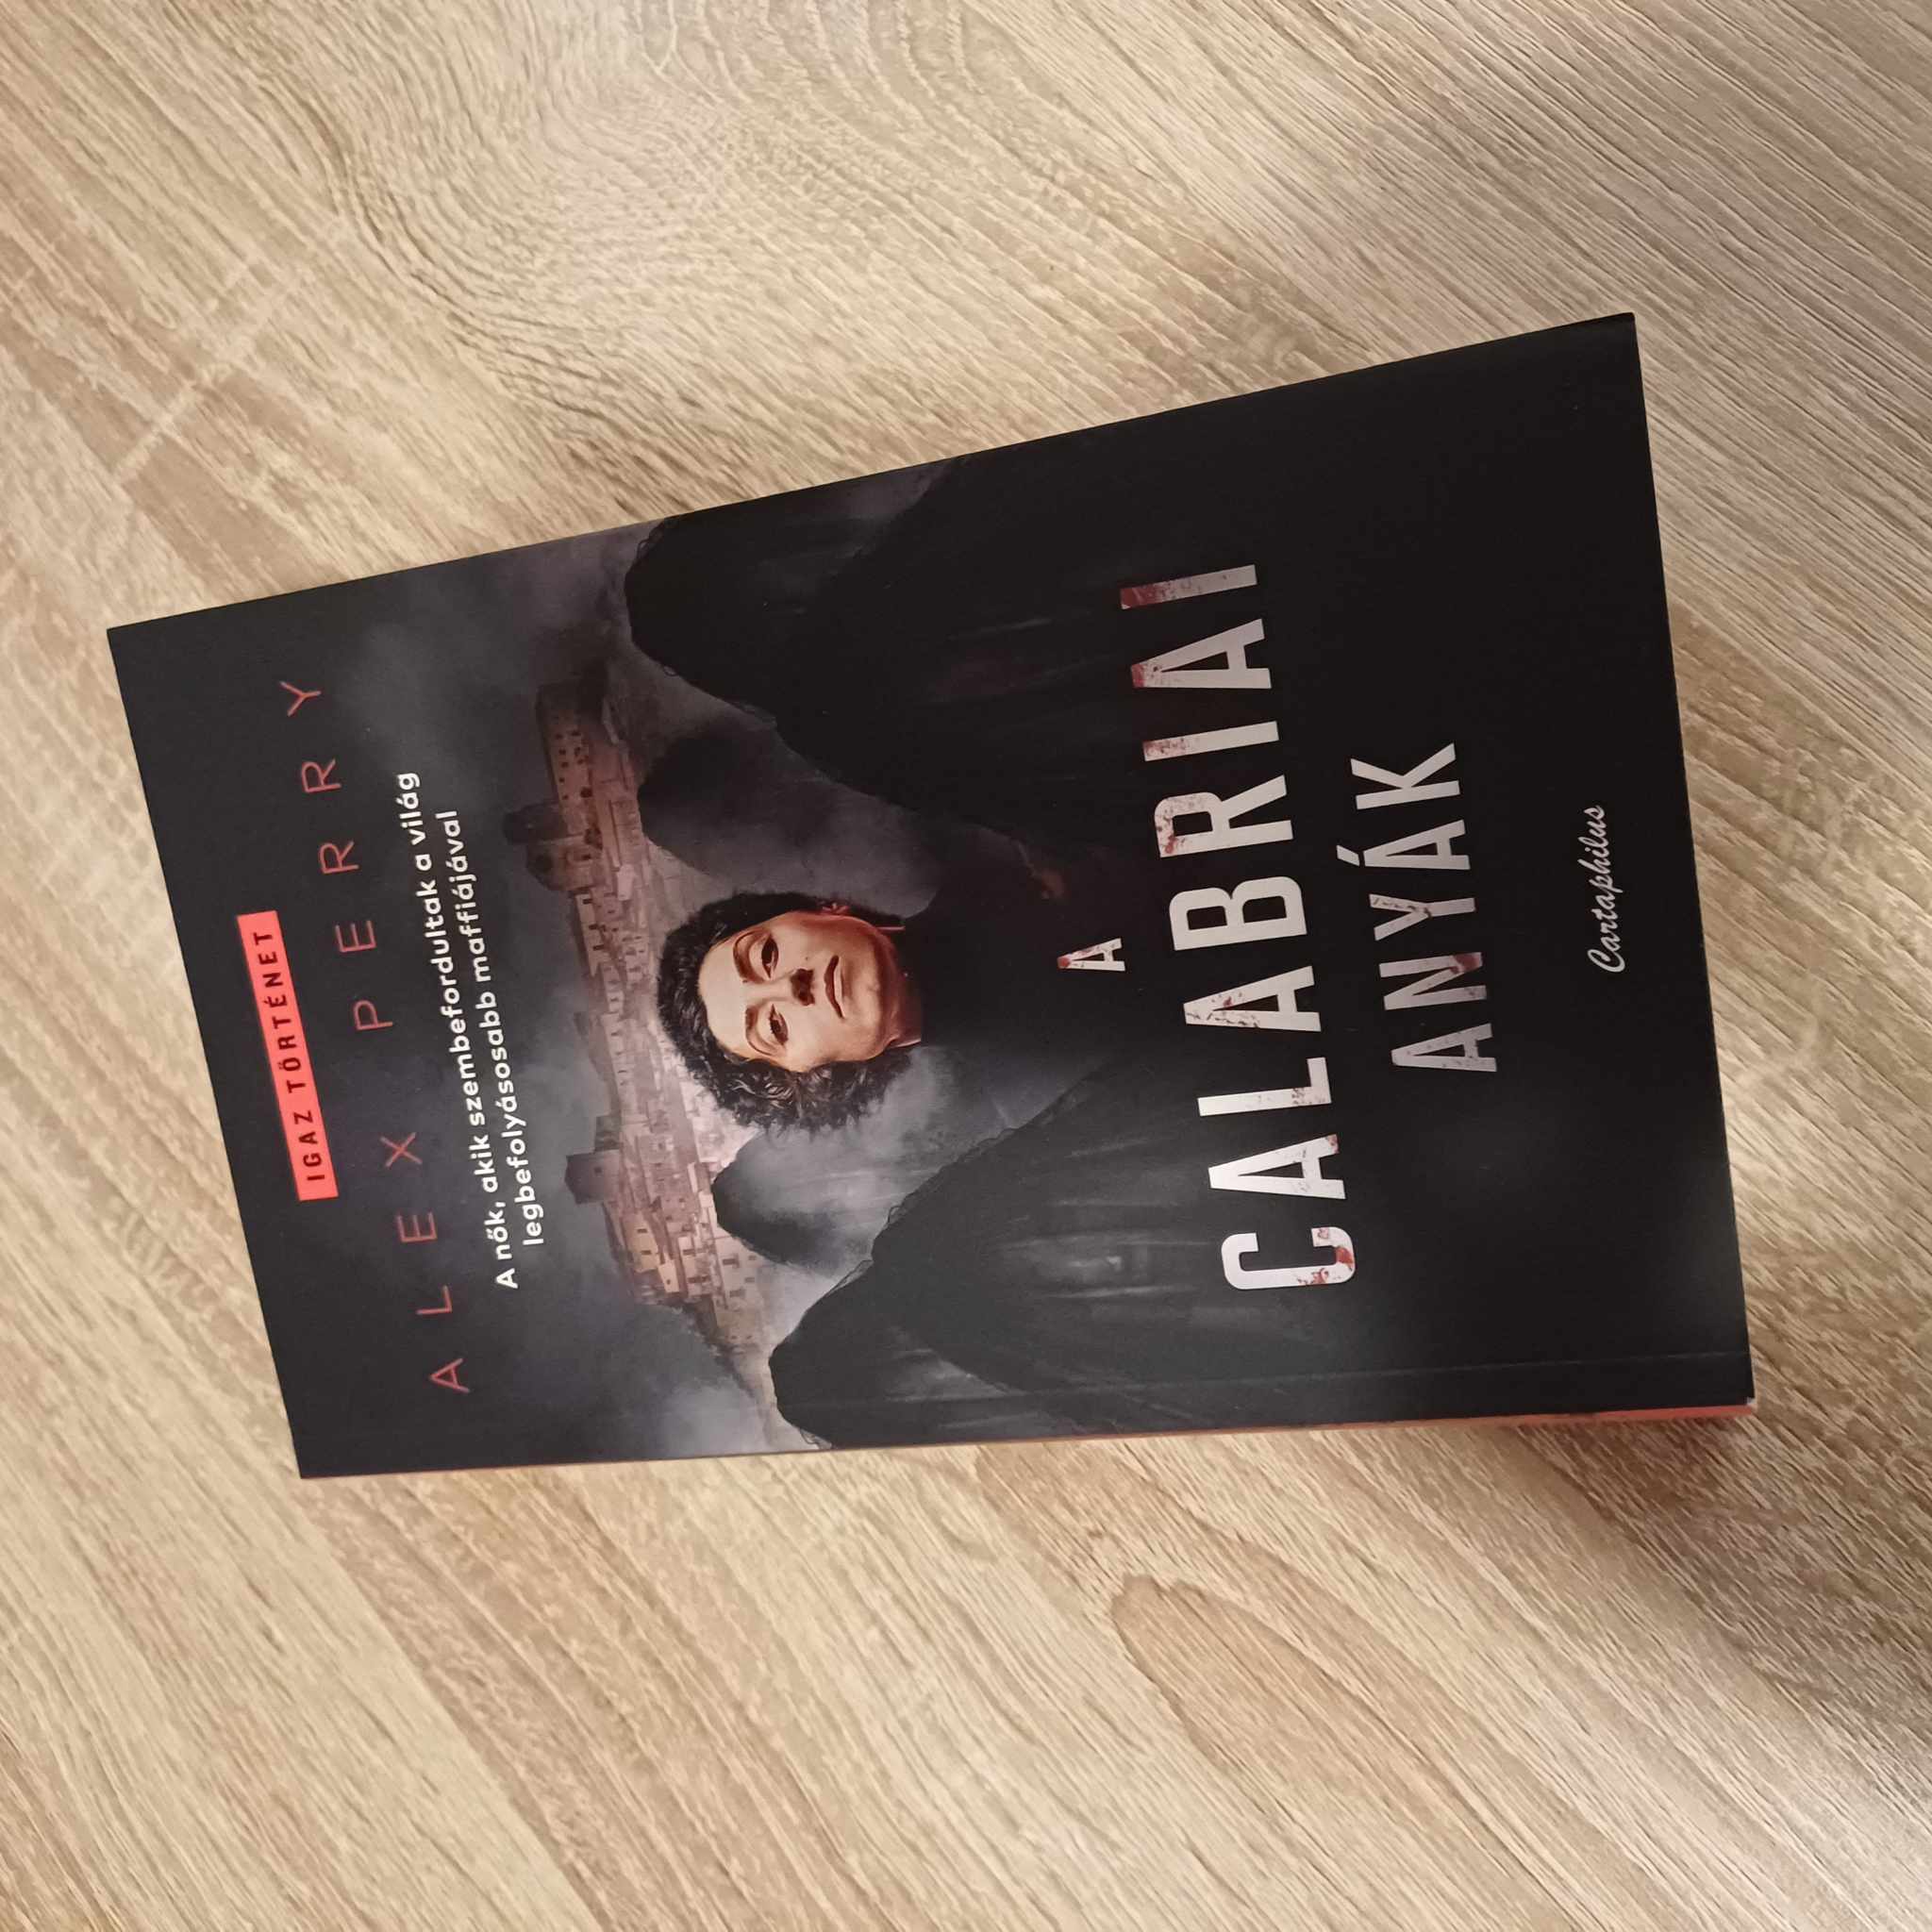 IGAZ TÖRTÉNET
ALEX PERRY
A nők, akik szembefordultak a világ
legbefolyásosabb maffiájával
A
CALABRIAI
ANYÁK
Cartaphilus